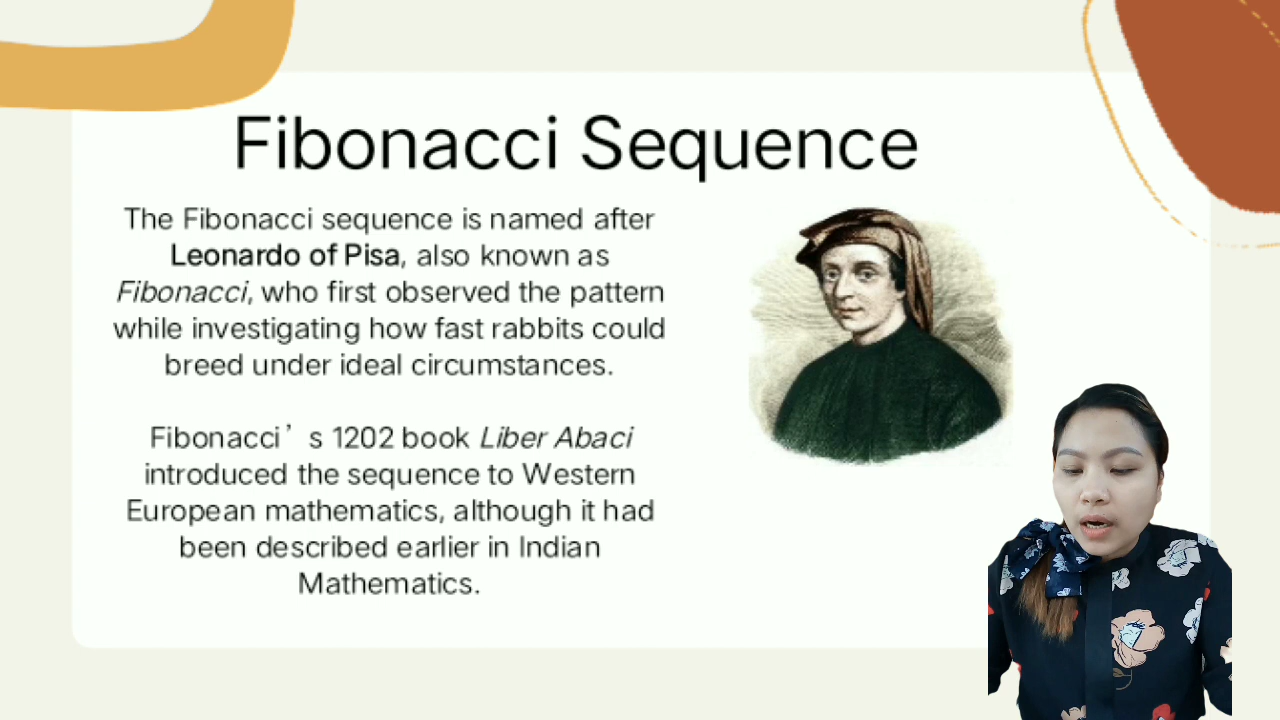 Fibonacci Sequence
The Fibonacci sequence is named after
Leonardo of Pisa, also known as
Fibonacci, who first observed the pattern
while investigating how fast rabbits could
breed under ideal circumstances.
Fibonacci’s 1202 book Liber Abaci
introduced the sequence to Western
European mathematics, although it had
been described earlier in Indian
Mathematics.